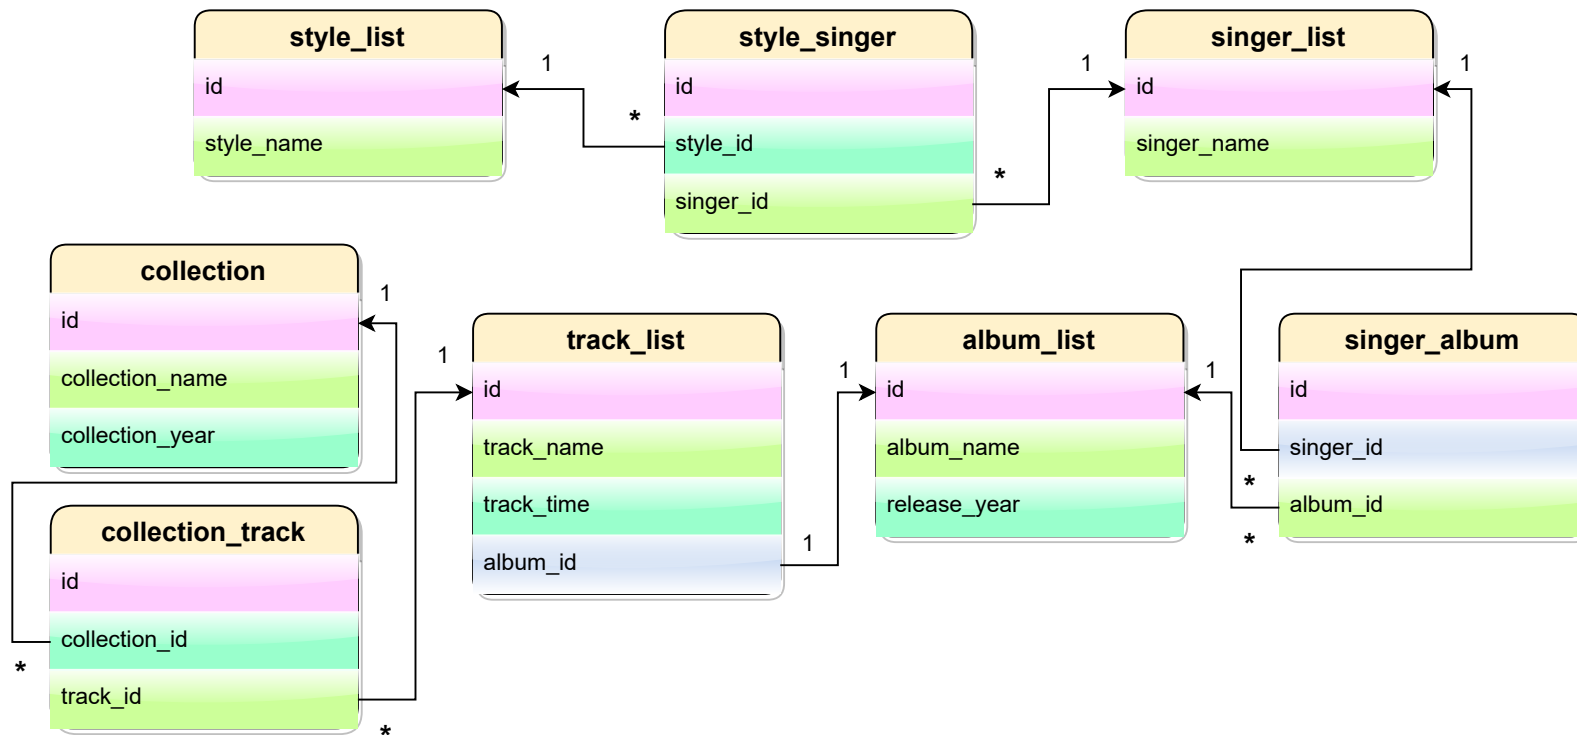 style_list
id
style_name
1
*
style_singer
id
style_id
singer_id
1
*
singer_list
id
singer_name
1
collection
id
collection_name
collection_year
1
collection_track
id
collection_id
track_id
*
*
1
track_list
id
track_name
track_time
album_id
1
1
album_list
id
album_name
release_year
1
*
*
singer_album
id
singer_id
album_id